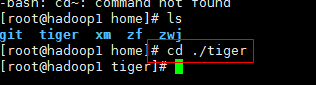 -bash: cd~: command not found
[root@hadoop1 home]# ls
git tiger xm zf zwj
[root@hadoop1 home]# cd ./tiger
[root@hadoop1 tiger]#